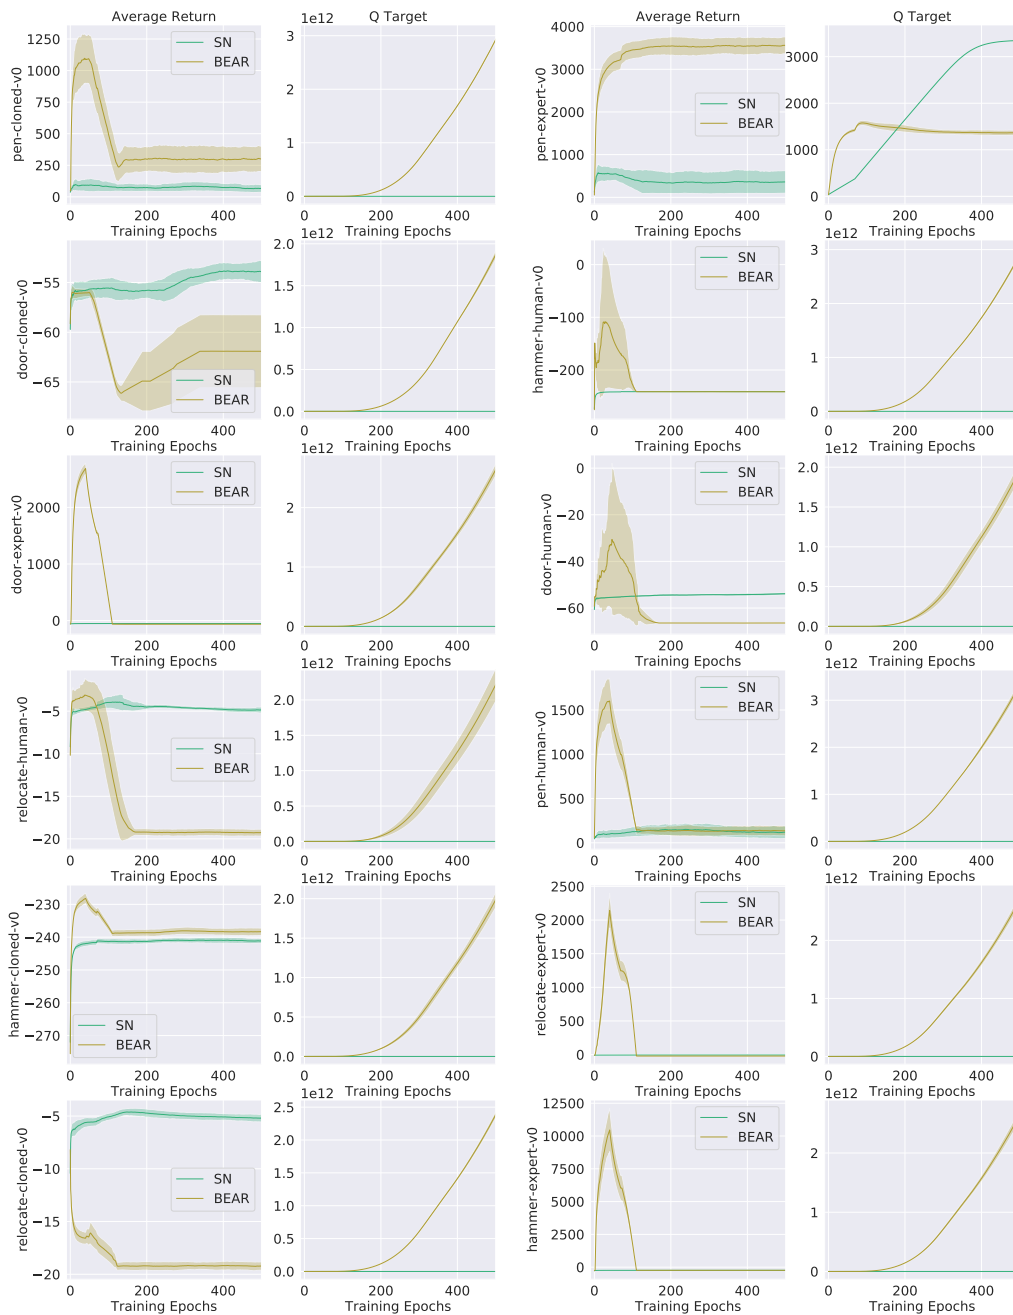 Average Return
pen-cloned-v0
1250
1000
750
500
250
0
SN
BEAR
0 200 400
Training Epochs
Q Target
1e12
3
2
1
0
0 200 400
Training Epochs
Average Return
pen-expert-v0
4000
3000
2000
1000
0
SN
BEAR
0 200 400
Training Epochs
Q Target
3000
2000
1000
0
0 200 400
Training Epochs
door-cloned-v0
−55
−60
−65
SN
BEAR
0 200 400
Training Epochs
1e12
2.0
1.5
1.0
0.5
0.0
0 200 400
Training Epochs
hammer-human-v0
0
−100
−200
SN
BEAR
0 200 400
Training Epochs
1e12
3
2
1
0
0 200 400
Training Epochs
door-expert-v0
2000
1000
0
SN
BEAR
0 200 400
Training Epochs
1e12
2
1
0
0 200 400
Training Epochs
door-human-v0
0
−20
−40
−60
SN
BEAR
0 200 400
Training Epochs
1e12
2.0
1.5
1.0
0.5
0.0
0 200 400
Training Epochs
relocate-human-v0
−5
−10
−15
−20
SN
BEAR
0 200 400
Training Epochs
1e12
2.0
1.5
1.0
0.5
0.0
0 200 400
Training Epochs
pen-human-v0
1500
1000
500
0
SN
BEAR
0 200 400
Training Epochs
1e12
3
2
1
0
0 200 400
Training Epochs
hammer-cloned-v0
−230
−240
−250
−260
−270
SN
BEAR
0 200 400
Training Epochs
1e12
2.0
1.5
1.0
0.5
0.0
0 200 400
Training Epochs
relocate-expert-v0
2500
2000
1500
1000
500
0
SN
BEAR
0 200 400
Training Epochs
1e12
2
1
0
0 200 400
Training Epochs
relocate-cloned-v0
−5
−10
−15
−20
SN
BEAR
0 200 400
Training Epochs
1e12
2.5
2.0
1.5
1.0
0.5
0.0
0 200 400
Training Epochs
hammer-expert-v0
12500
10000
7500
5000
2500
0
SN
BEAR
0 200 400
Training Epochs
1e12
2
1
0
0 200 400
Training Epochs